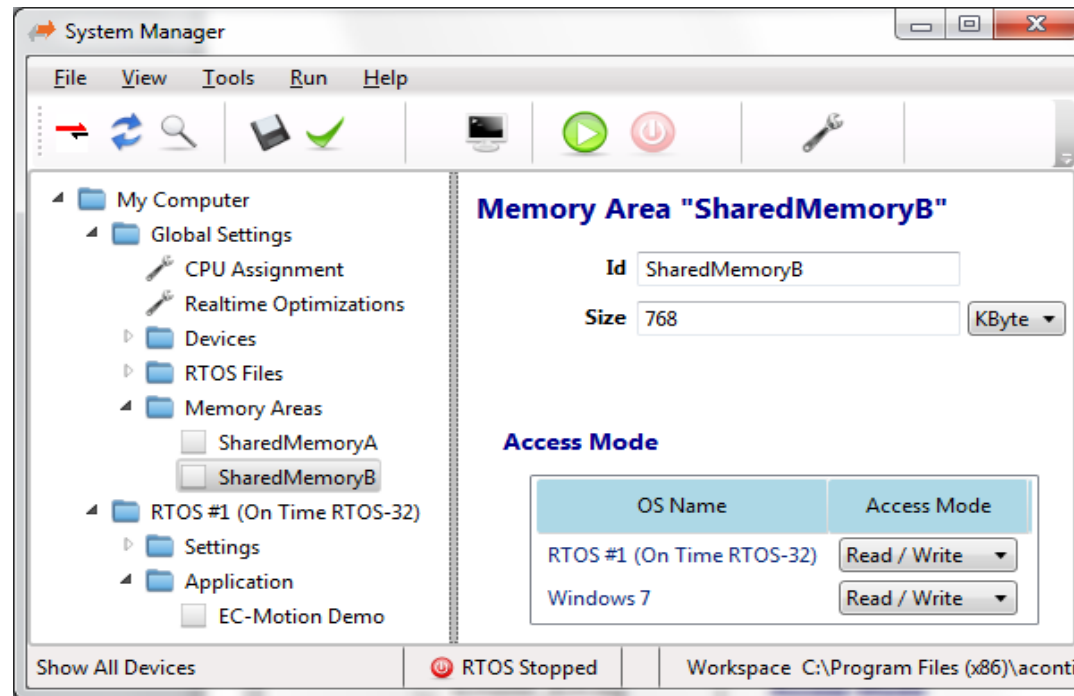 System Manager
File View Tools Run Help
My Computer
Global Settings
CPU Assignment
Realtime Optimizations
Devices
RTOS Files
Memory Areas
SharedMemoryA
SharedMemoryB
RTOS #1 (On Time RTOS-32)
Settings
Application
EC-Motion Demo
Memory Area "SharedMemoryB"
Id SharedMemoryB
Size 768 KByte
Access Mode
OS Name Access Mode
RTOS #1 (On Time RTOS-32) Read / Write
Windows 7 Read / Write
Show All Devices RTOS Stopped Workspace C:\Program Files (x86)\aconti